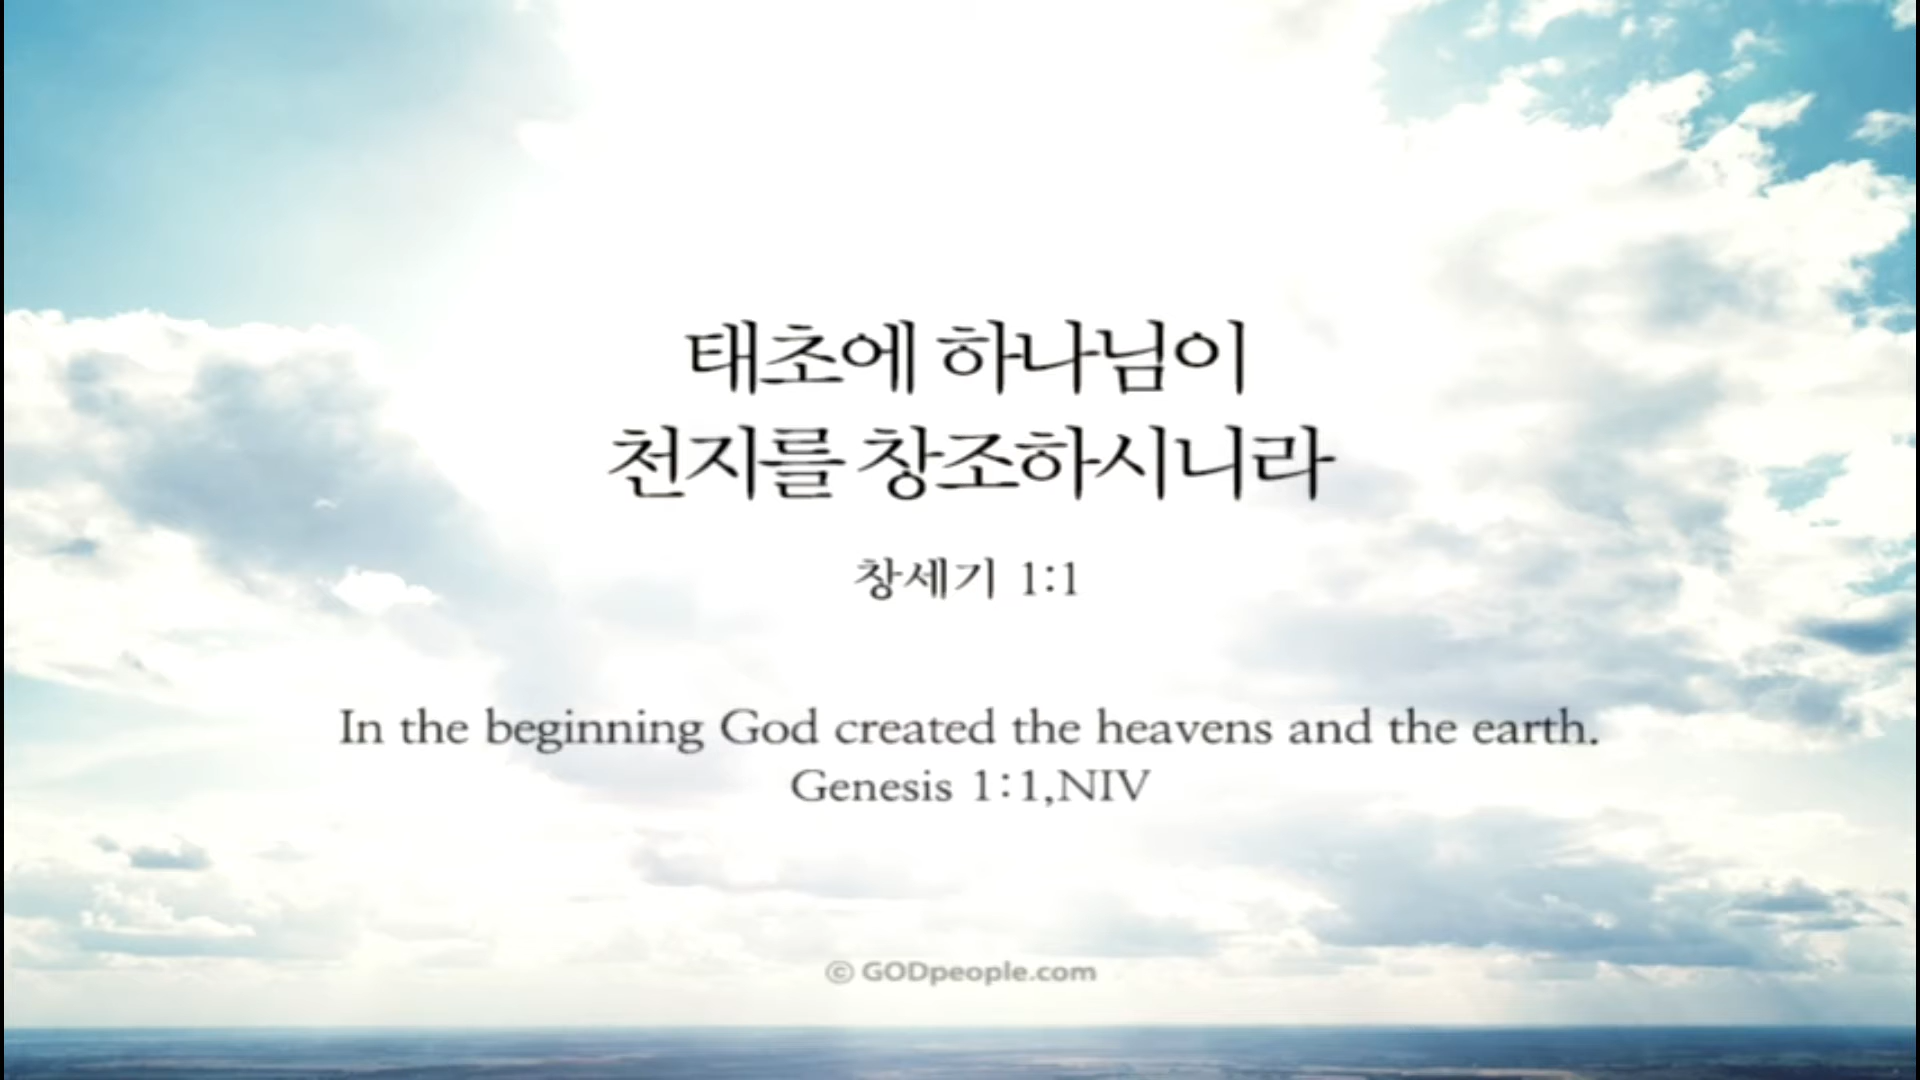 태초에 하나님이
천지를 창조하시니라
창세기 1:1
In the beginning God created the heavens and the earth.
Genesis 1:1,NIV
© GODpeople.com